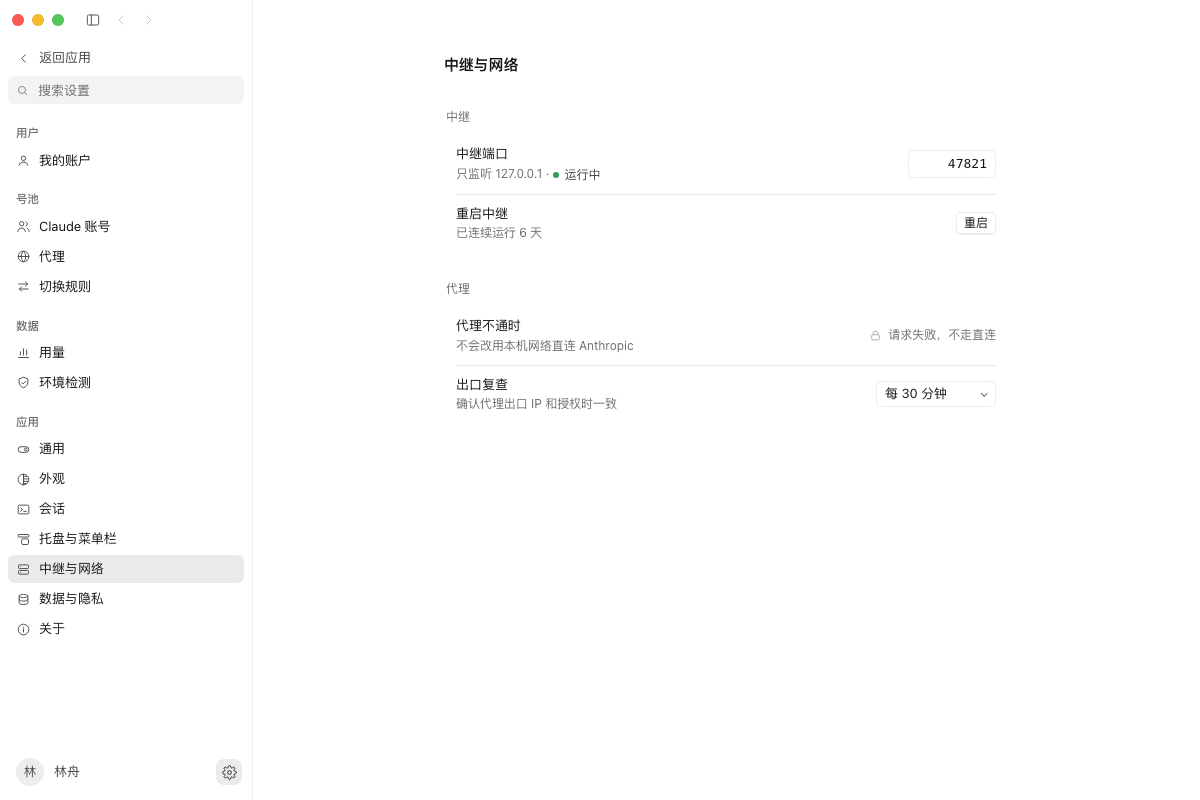 返回应用
搜索设置
用户
我的账户
号池
Claude 账号
代理
切换规则
数据
用量
环境检测
应用
通用
外观
会话
托盘与菜单栏
中继与网络
数据与隐私
关于
林 林舟
中继与网络
中继
中继端口
只监听 127.0.0.1 · 运行中
47821
重启中继
已连续运行 6 天
重启
代理
代理不通时
不会改用本机网络直连 Anthropic
请求失败，不走直连
出口复查
确认代理出口 IP 和授权时一致
每 30 分钟